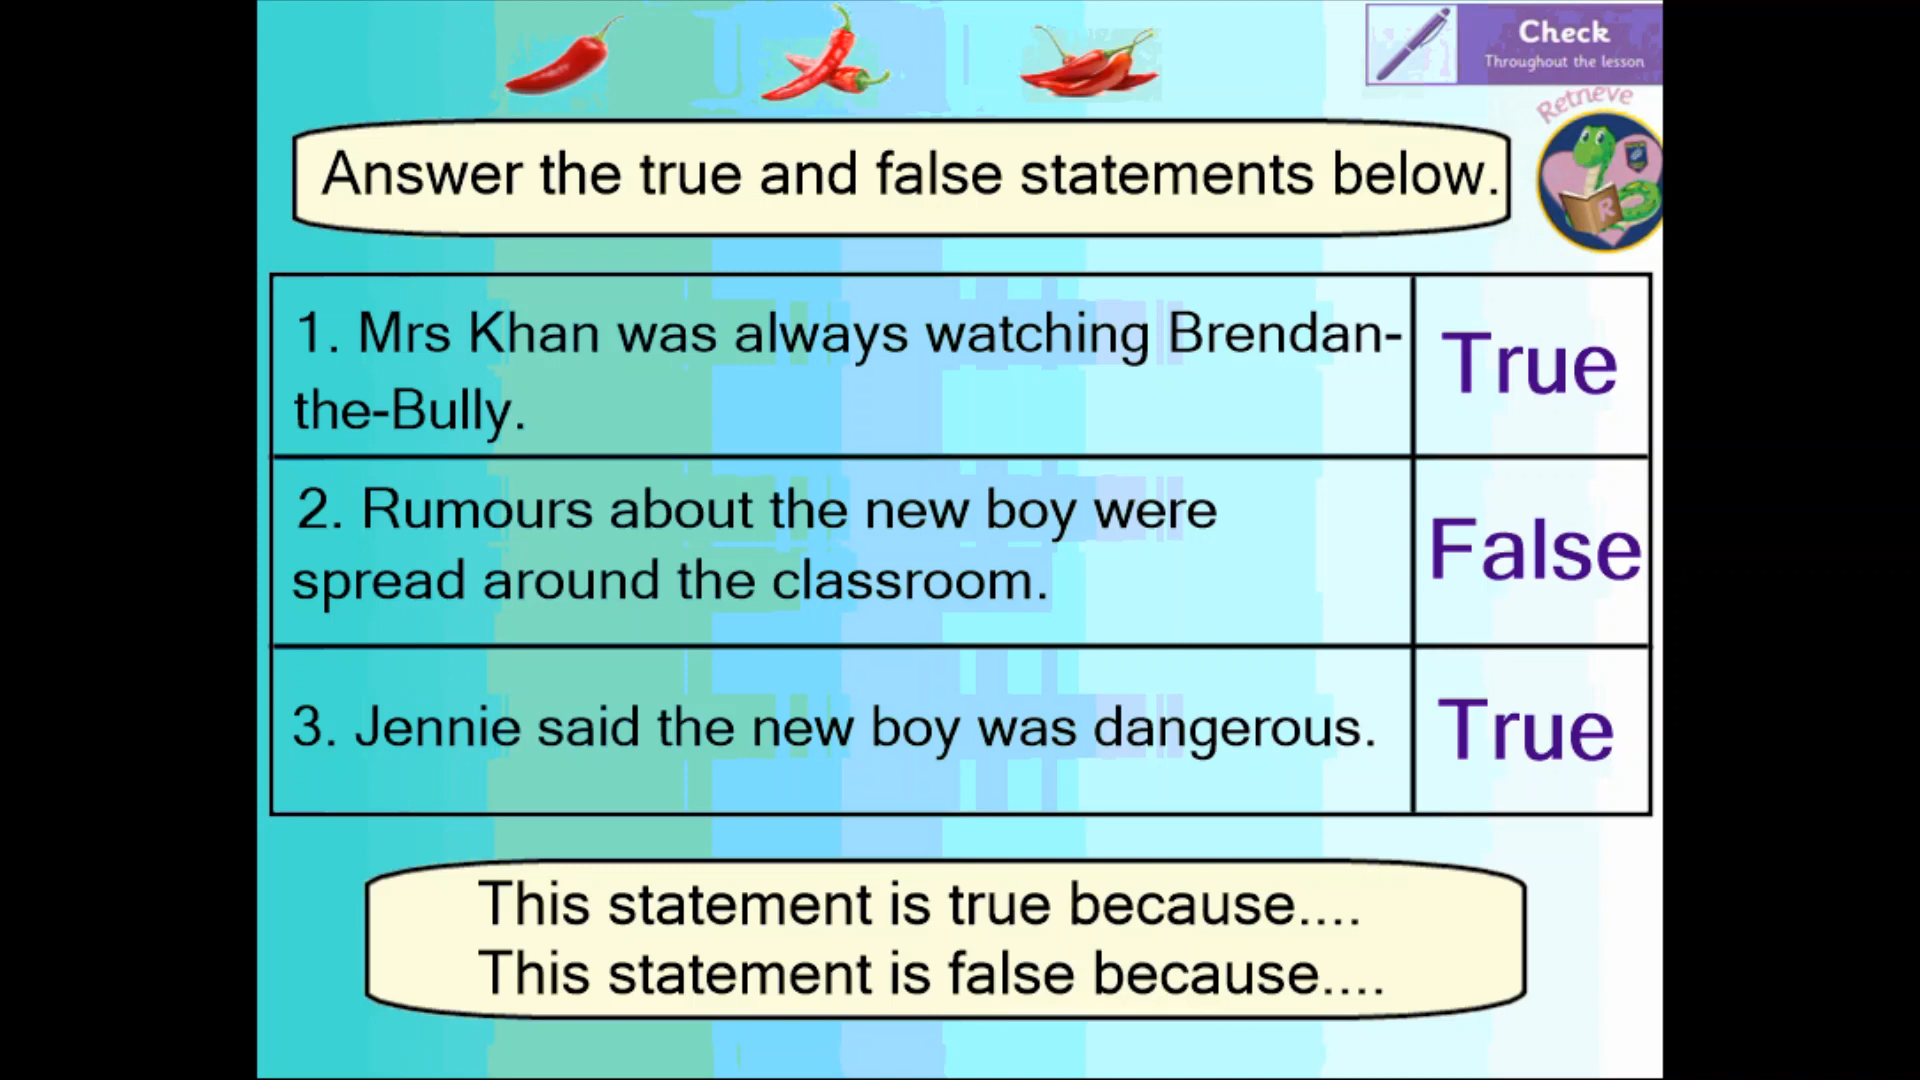 Check
Throughout the lesson
Retrieve
R
Answer the true and false statements below.
1. Mrs Khan was always watching Brendan-
the-Bully.
True
2. Rumours about the new boy were
spread around the classroom.
False
3. Jennie said the new boy was dangerous.
True
This statement is true because....
This statement is false because....